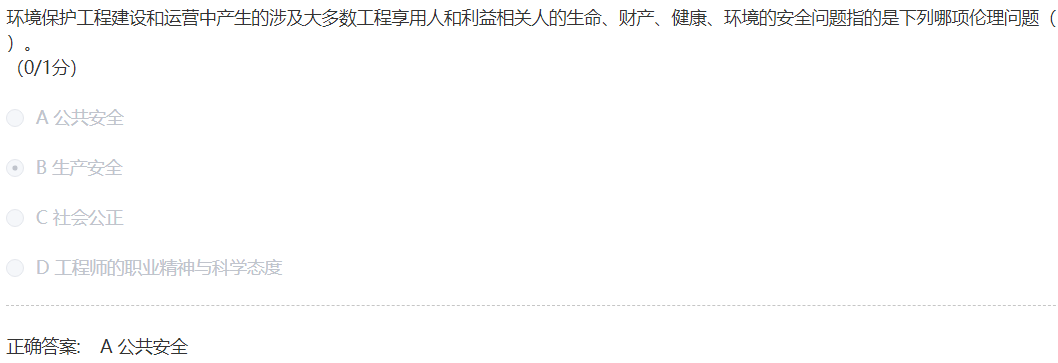 环境保护工程建设和运营中产生的涉及大多数工程享用人和利益相关人的生命、财产、健康、环境的安全问题指的是下列哪项伦理问题（
）。
（0/1分）
A 公共安全
B 生产安全
C 社会公正
D 工程师的职业精神与科学态度
正确答案: A 公共安全